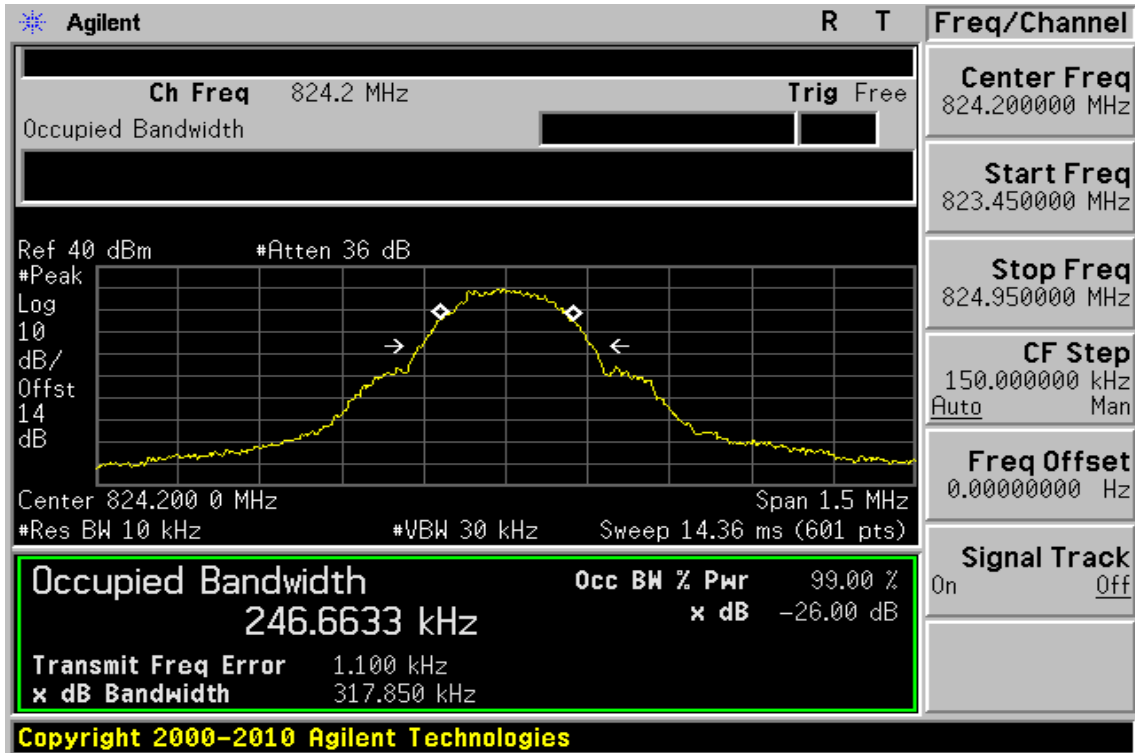 Agilent R T Freq/Channel
Ch Freq 824.2 MHz Trig Free
Occupied Bandwidth
Center Freq
824.200000 MHz
Start Freq
823.450000 MHz
Stop Freq
824.950000 MHz
CF Step
150.000000 kHz
Auto Man
Freq Offset
0.00000000 Hz
Signal Track
On Off
Ref 40 dBm #Atten 36 dB
#Peak
Log
10
dB/
Offst
14
dB
Center 824.200 0 MHz Span 1.5 MHz
#Res BW 10 kHz #VBW 30 kHz Sweep 14.36 ms (601 pts)
Occupied Bandwidth Occ BW % Pwr 99.00 %
246.6633 kHz x dB -26.00 dB
Transmit Freq Error 1.100 kHz
x dB Bandwidth 317.850 kHz
Copyright 2000-2010 Agilent Technologies